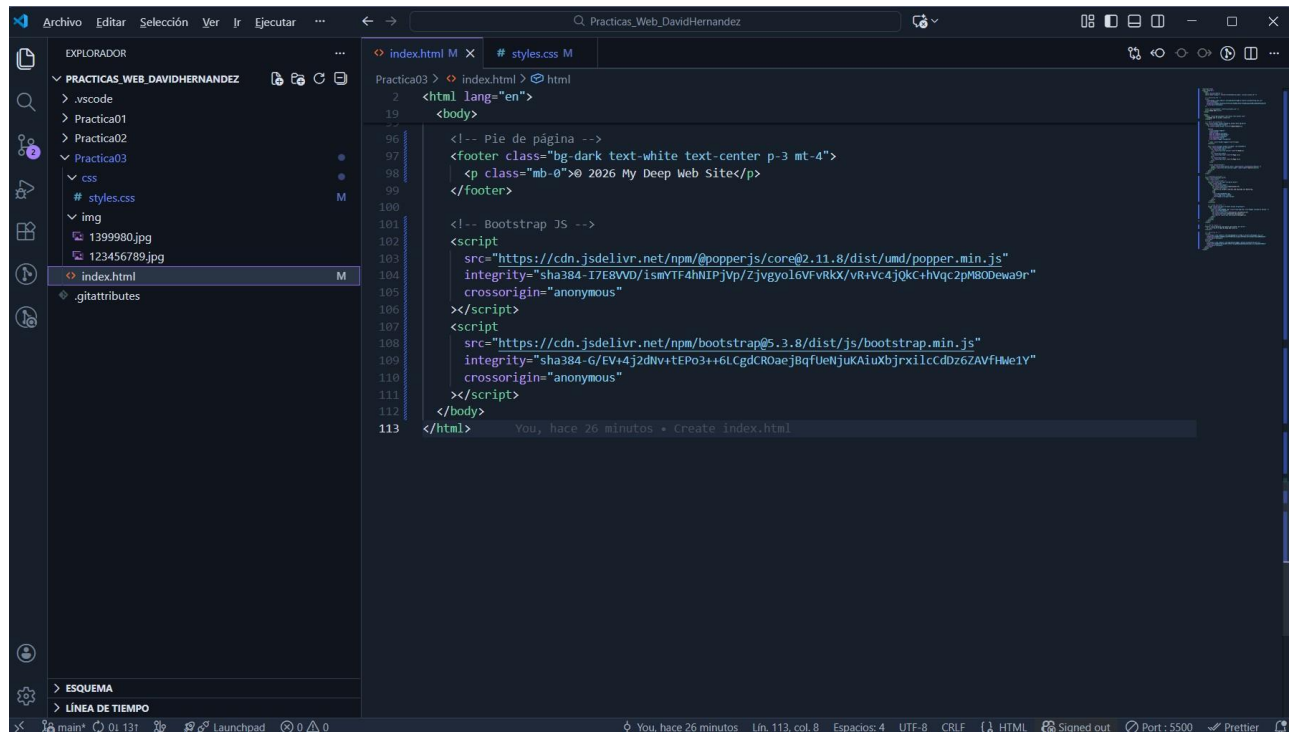 Archivo Editar Selección Ver Ir Ejecutar ··· Practicas_Web_DavidHernandez
EXPLORADOR ···
PRACTICAS_WEB_DAVIDHERNANDEZ
.vscode
Practica01
Practica02
Practica03
css
# styles.css M
img
1399980.jpg
123456789.jpg
index.html M
.gitattributes
ESQUEMA
LÍNEA DE TIEMPO
2
index.html M
# styles.css M
Practica03 > index.html > html
2 <html lang="en">
19 <body>
96 <!-- Pie de página -->
97 <footer class="bg-dark text-white text-center p-3 mt-4">
98 <p class="mb-0">© 2026 My Deep Web Site</p>
99 </footer>
100
101 <!-- Bootstrap JS -->
102 <script
103 src="https://cdn.jsdelivr.net/npm/@popperjs/core@2.11.8/dist/umd/popper.min.js"
104 integrity="sha384-I7E8VVD/ismYTF4hNIPjVp/Zjvgyol6VFvRkX/vR+Vc4jQkC+hVqc2pM8ODewa9r"
105 crossorigin="anonymous"
106 ></script>
107 <script
108 src="https://cdn.jsdelivr.net/npm/bootstrap@5.3.8/dist/js/bootstrap.min.js"
109 integrity="sha384-G/EV+4j2dNv+tEPo3++6LCgdCROaejBqfUeNjuKAiuXbjrxilcCdDz6ZAVfHWe1Y"
110 crossorigin="anonymous"
111 ></script>
112 </body>
113 </html> You, hace 26 minutos • Create index.html
main* 0↓ 13↑ Launchpad 0 0 You, hace 26 minutos Lín. 113, col. 8 Espacios: 4 UTF-8 CRLF {} HTML Signed out Port : 5500 Prettier